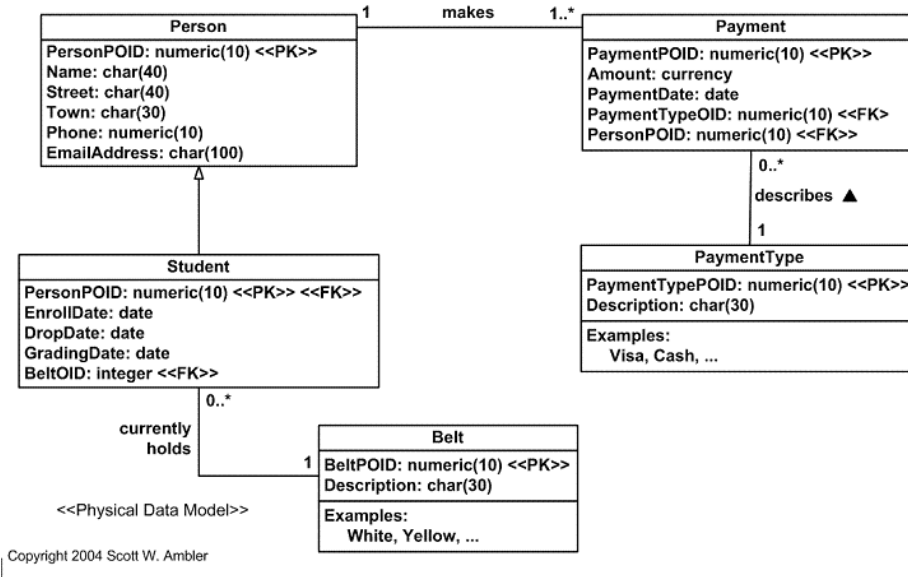 Person
PersonPOID: numeric(10) <<PK>>
Name: char(40)
Street: char(40)
Town: char(30)
Phone: numeric(10)
EmailAddress: char(100)
1
makes
1..*
Payment
PaymentPOID: numeric(10) <<PK>>
Amount: currency
PaymentDate: date
PaymentTypeOID: numeric(10) <<FK>
PersonPOID: numeric(10) <<FK>>
0..*
describes ▲
1
PaymentType
PaymentTypePOID: numeric(10) <<PK>>
Description: char(30)
Examples:
Visa, Cash, ...
Student
PersonPOID: numeric(10) <<PK>> <<FK>>
EnrollDate: date
DropDate: date
GradingDate: date
BeltOID: integer <<FK>>
0..*
currently
holds
1
Belt
BeltPOID: numeric(10) <<PK>>
Description: char(30)
Examples:
White, Yellow, ...
<<Physical Data Model>>
Copyright 2004 Scott W. Ambler